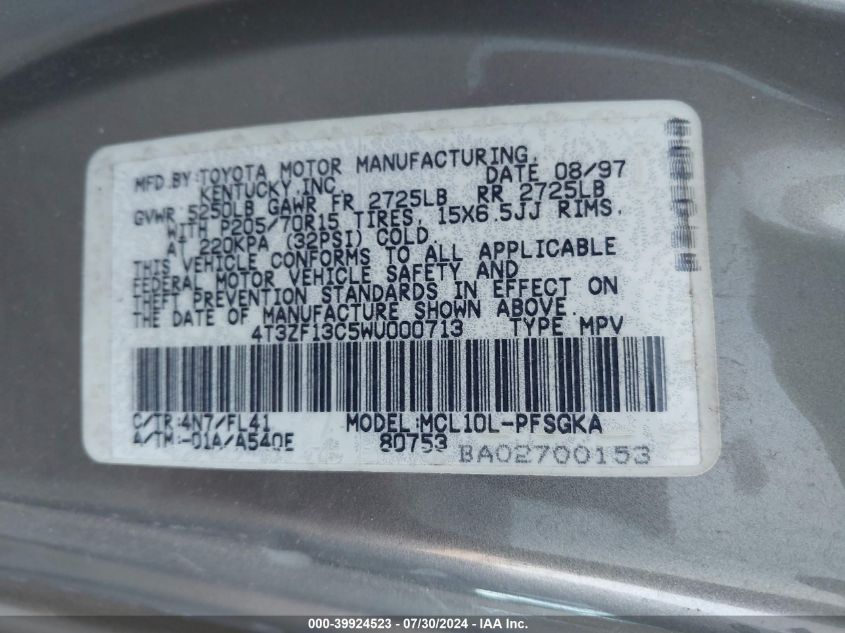 MFD.BY:TOYOTA MOTOR MANUFACTURING,
KENTUCKY,INC. DATE 08/97
GVWR 5250LB GAWR FR 2725LB RR 2725LB
WITH P205/70R15 TIRES, 15X6.5JJ RIMS,
AT 220KPA (32PSI) COLD.
THIS VEHICLE CONFORMS TO ALL APPLICABLE
FEDERAL MOTOR VEHICLE SAFETY AND
THEFT PREVENTION STANDARDS IN EFFECT ON
THE DATE OF MANUFACTURE SHOWN ABOVE.
4T3ZF13C5WU000713 TYPE MPV
C/TR:4N7/FL41 MODEL:MCL10L-PFSGKA
A/TM:-01A/A540E 80753
BA02700153
000-39924523 / 07/30/2024 / IAA Inc.